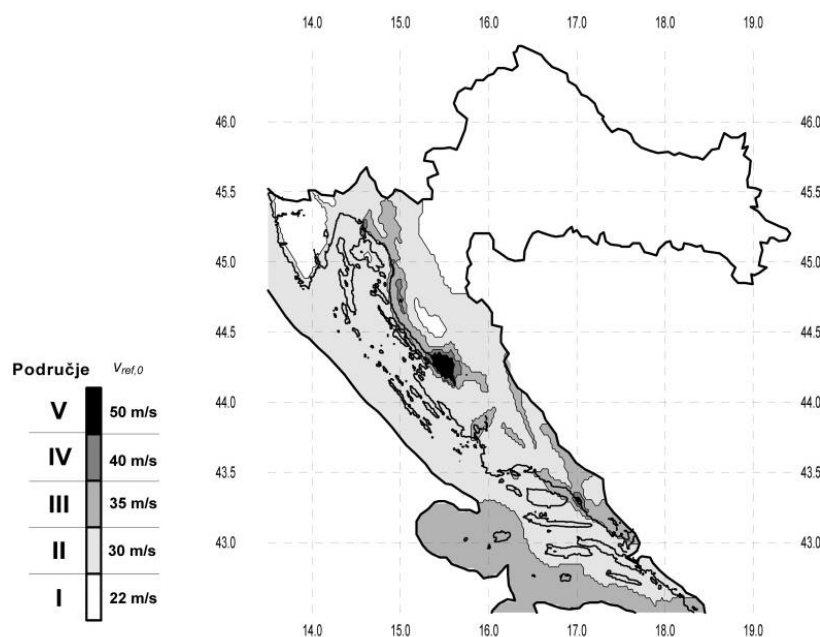 14.0 15.0 16.0 17.0 18.0 19.0
46.0 46.0
45.5 45.5
45.0 45.0
44.5 44.5
44.0 44.0
43.5 43.5
43.0 43.0
14.0 15.0 16.0 17.0 18.0 19.0
Područje Vref,0
V 50 m/s
IV 40 m/s
III 35 m/s
II 30 m/s
I 22 m/s